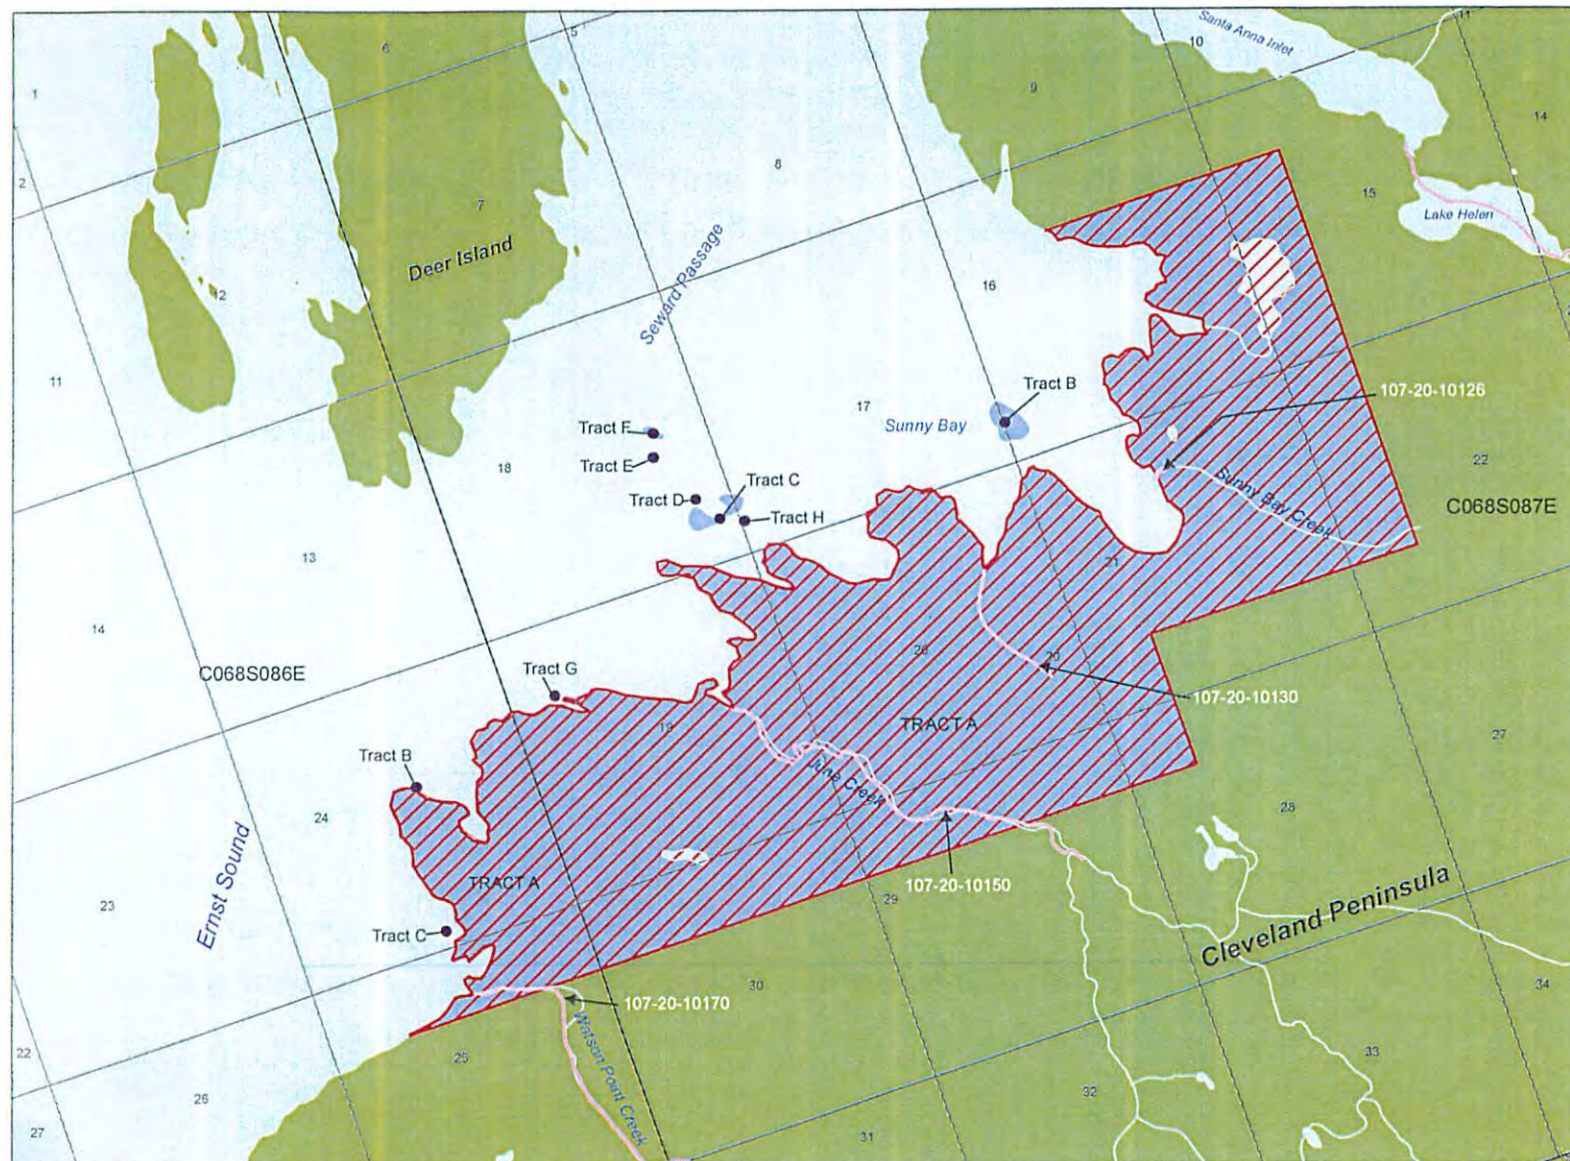 Santa Anna Inlet
11
10
5
6
1
9
14
8
2
15
Lake Helen
7
Deer Island
12
Seward Passage
16
11
Tract B
107-20-10126
17
Sunny Bay
Tract F
Tract E
18
Tract C
22
Tract D
Sunny Bay Creek
C068S087E
Tract H
13
21
14
20
20
Tract G
C068S086E
107-20-10130
19
TRACT A
27
Tract B
June Creek
28
24
Ernst Sound
TRACT A
107-20-10150
29
23
Cleveland Peninsula
Tract C
30
34
107-20-10170
Watson Point Creek
22
25
33
26
32
27
31